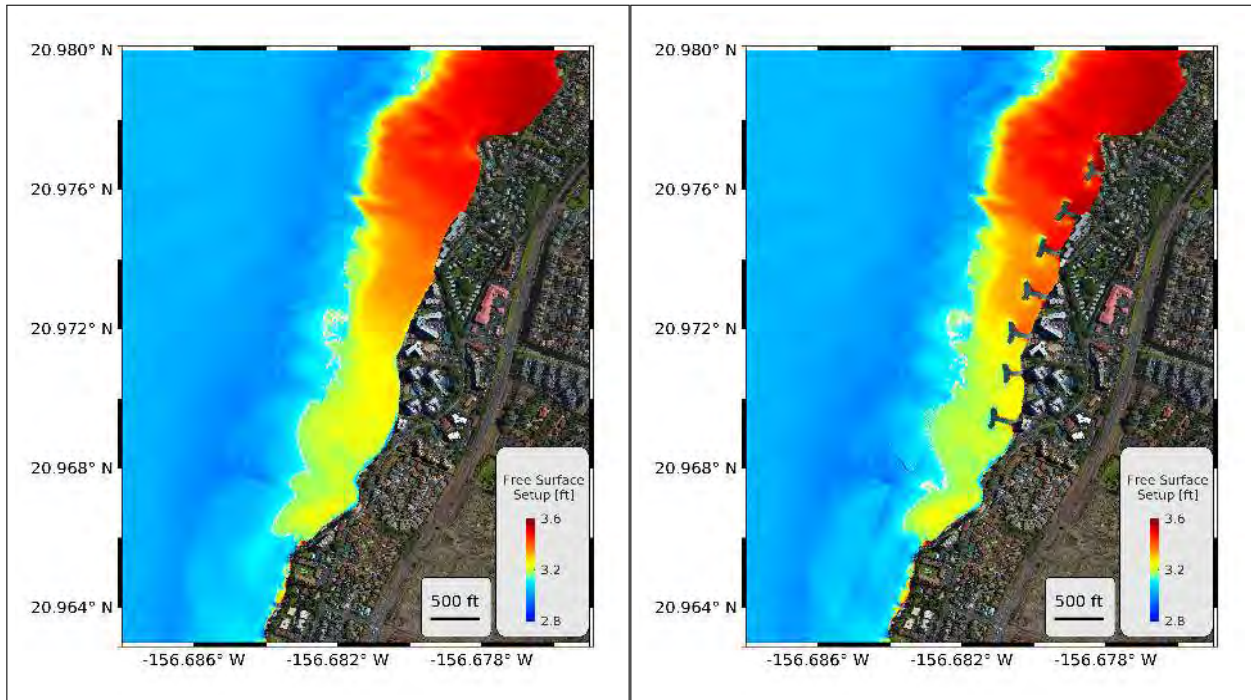 20.980° N
20.976° N
20.972° N
20.968° N
20.964° N
-156.686° W
-156.682° W
-156.678° W
500 ft
Free Surface
Setup [ft]
3.6
3.2
2.8
20.980° N
20.976° N
20.972° N
20.968° N
20.964° N
-156.686° W
-156.682° W
-156.678° W
500 ft
Free Surface
Setup [ft]
3.6
3.2
2.8